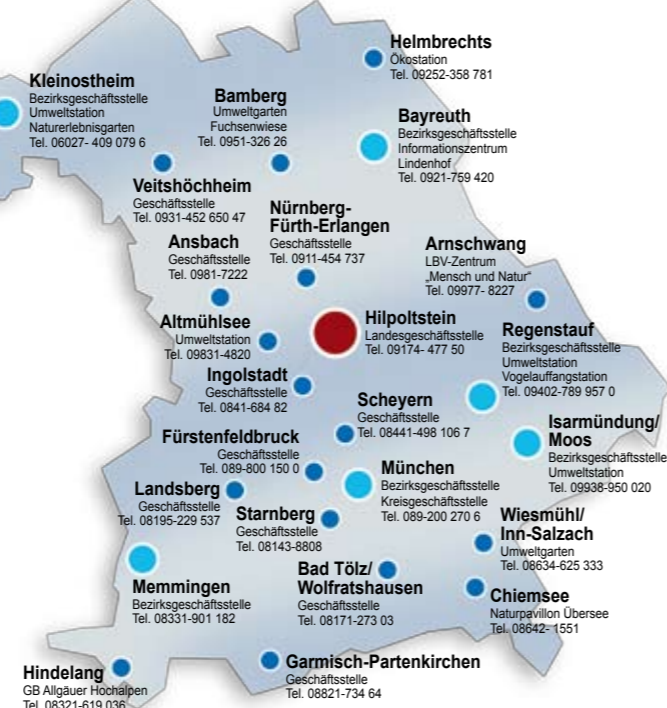 Helmbrechts
Ökostation
Tel. 09252-358 781
Kleinostheim
Bezirksgeschäftsstelle
Umweltstation
Naturerlebnisgarten
Tel. 06027- 409 079 6
Bamberg
Umweltgarten
Fuchsenwiese
Tel. 0951-326 26
Bayreuth
Bezirksgeschäftsstelle
Informationszentrum
Lindenhof
Tel. 0921-759 420
Veitshöchheim
Geschäftsstelle
Tel. 0931-452 650 47
Nürnberg-
Fürth-Erlangen
Geschäftsstelle
Tel. 0911-454 737
Ansbach
Geschäftsstelle
Tel. 0981-7222
Arnschwang
LBV-Zentrum
„Mensch und Natur“
Tel. 09977- 8227
Altmühlsee
Umweltstation
Tel. 09831-4820
Hilpoltstein
Landesgeschäftsstelle
Tel. 09174- 477 50
Regenstauf
Bezirksgeschäftsstelle
Umweltstation
Vogelauffangstation
Tel. 09402-789 957 0
Ingolstadt
Geschäftsstelle
Tel. 0841-684 82
Scheyern
Geschäftsstelle
Tel. 08441-498 106 7
Isarmündung/
Moos
Bezirksgeschäftsstelle
Umweltstation
Tel. 09938-950 020
Fürstenfeldbruck
Geschäftsstelle
Tel. 089-800 150 0
München
Bezirksgeschäftsstelle
Kreisgeschäftsstelle
Tel. 089-200 270 6
Landsberg
Geschäftsstelle
Tel. 08195-229 537
Starnberg
Geschäftsstelle
Tel. 08143-8808
Wiesmühl/
Inn-Salzach
Umweltgarten
Tel. 08634-625 333
Memmingen
Bezirksgeschäftsstelle
Tel. 08331-901 182
Bad Tölz/
Wolfratshausen
Geschäftsstelle
Tel. 08171-273 03
Chiemsee
Naturpavillon Übersee
Tel. 08642- 1551
Hindelang
GB Allgäuer Hochalpen
Tel. 08321-619 036
Garmisch-Partenkirchen
Geschäftsstelle
Tel. 08821-734 64